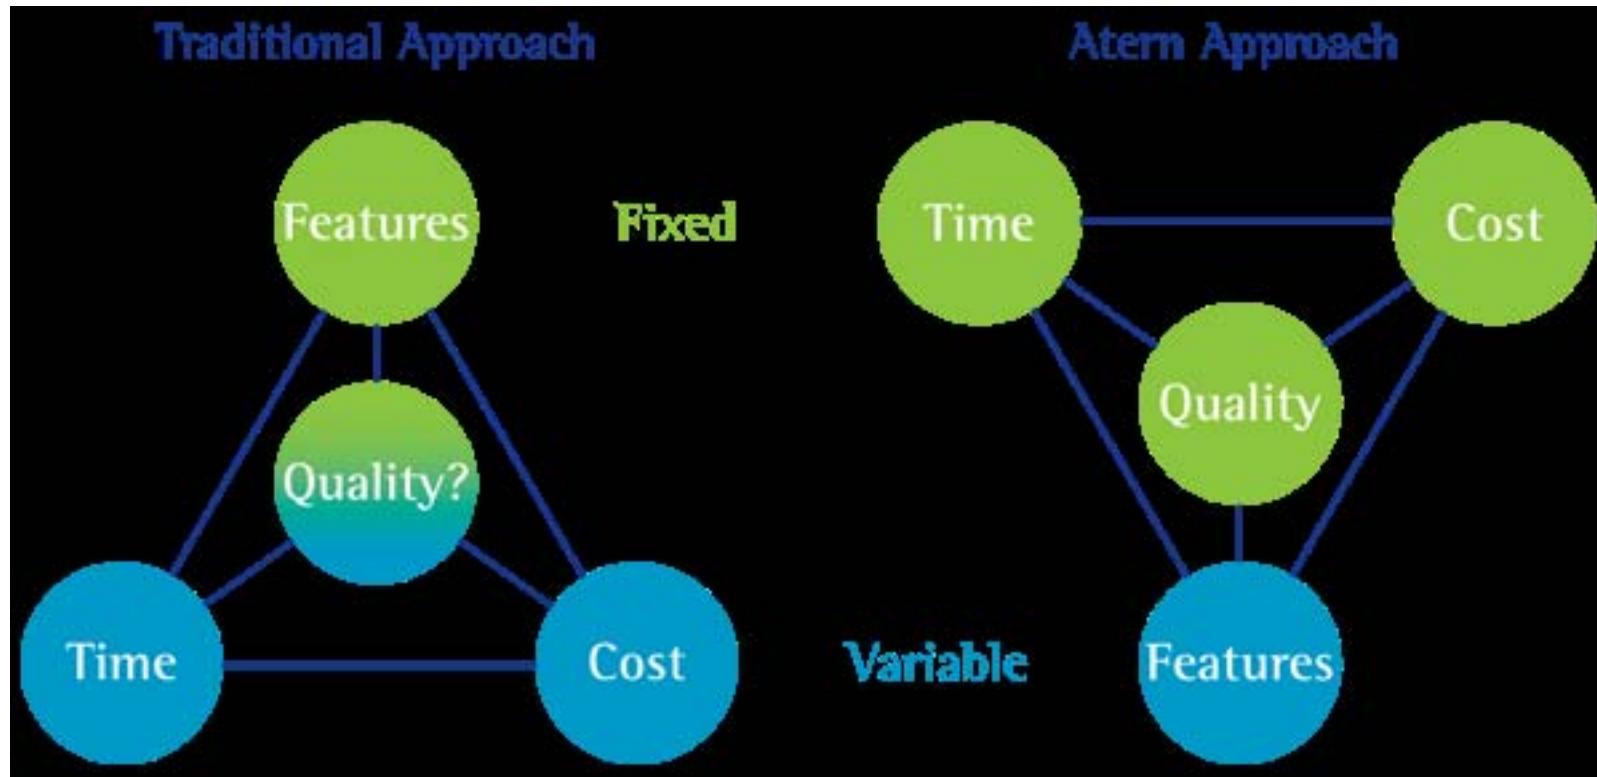 Traditional Approach
Atern Approach
Features
Fixed
Time
Cost
Quality
Quality?
Time
Cost
Variable
Features